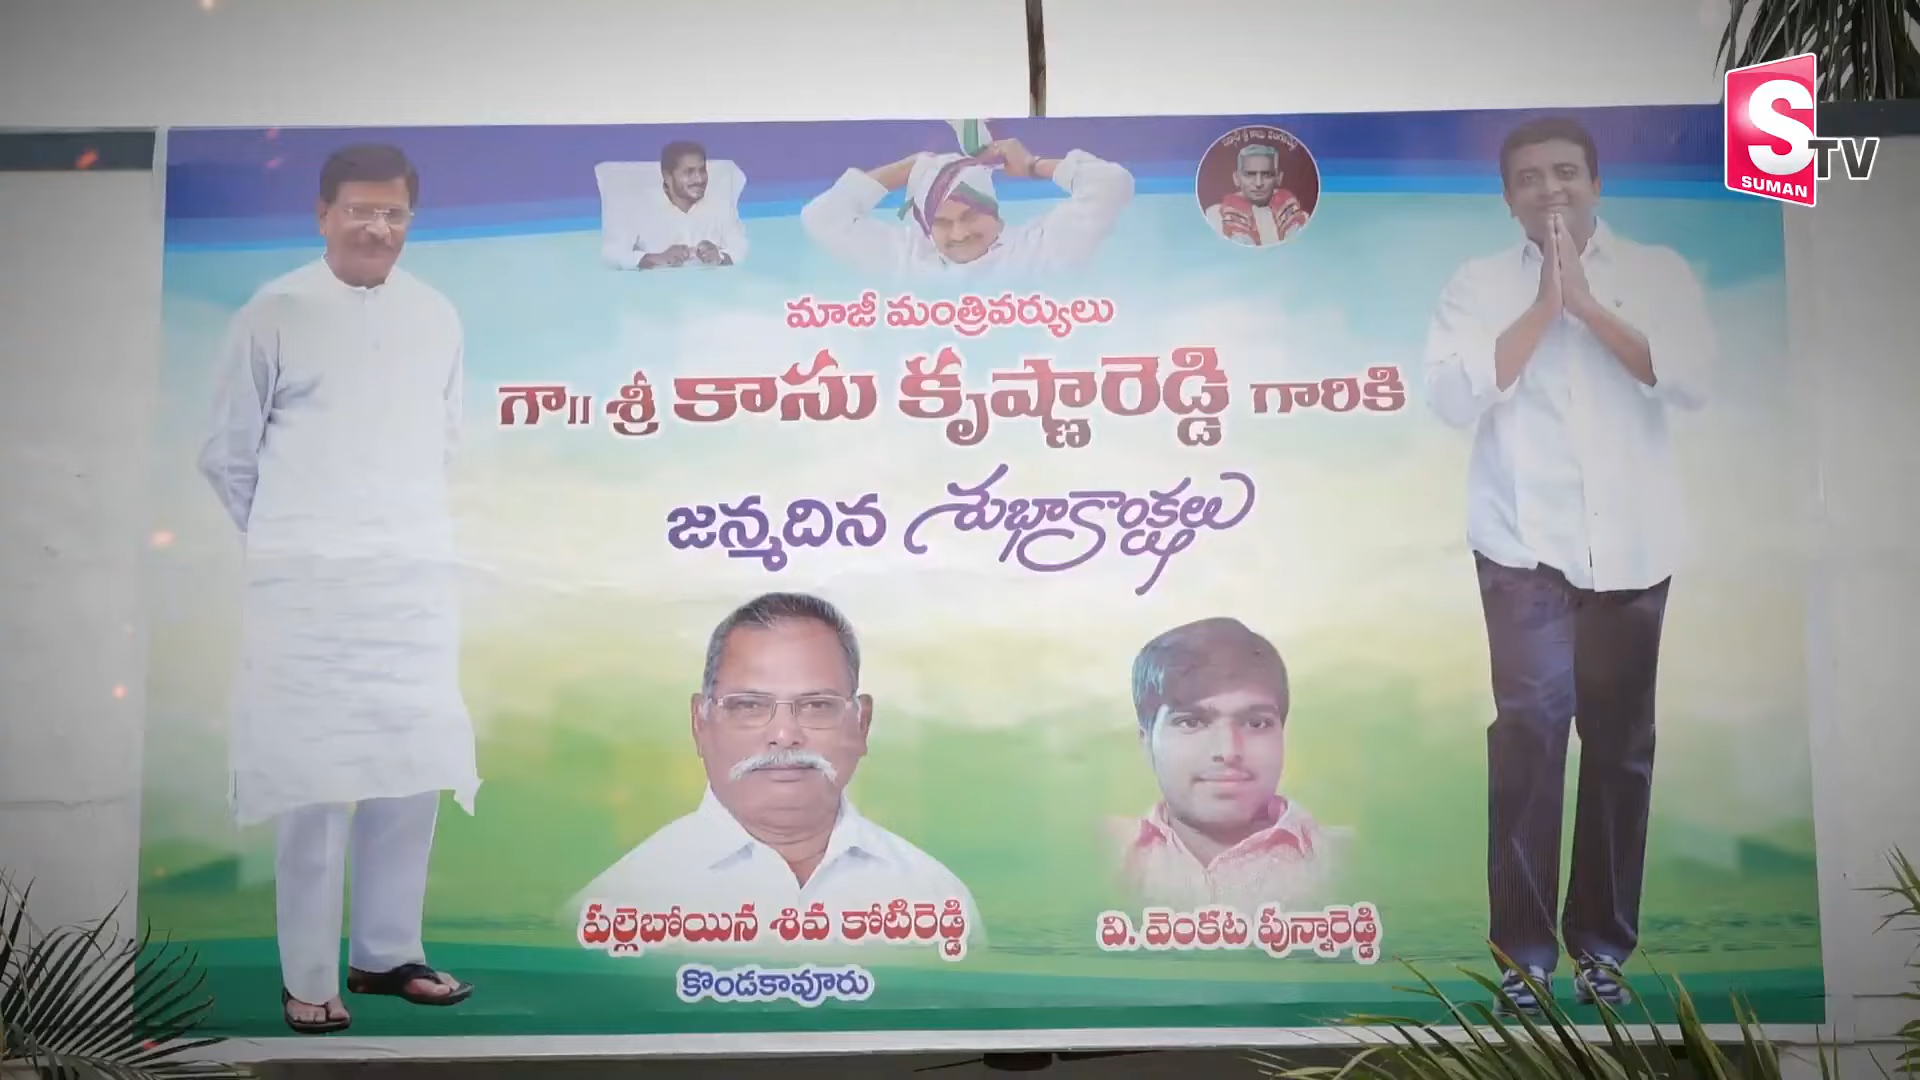 SUMAN TV
మాజీ మంత్రివర్యులు
గౌ|| శ్రీ కాసు కృష్ణారెడ్డి గారికి
జన్మదిన శుభాకాంక్షలు
పల్లెబోయిన శివ కోటిరెడ్డి
కొండకావూరు
వి. వెంకట పున్నారెడ్డి